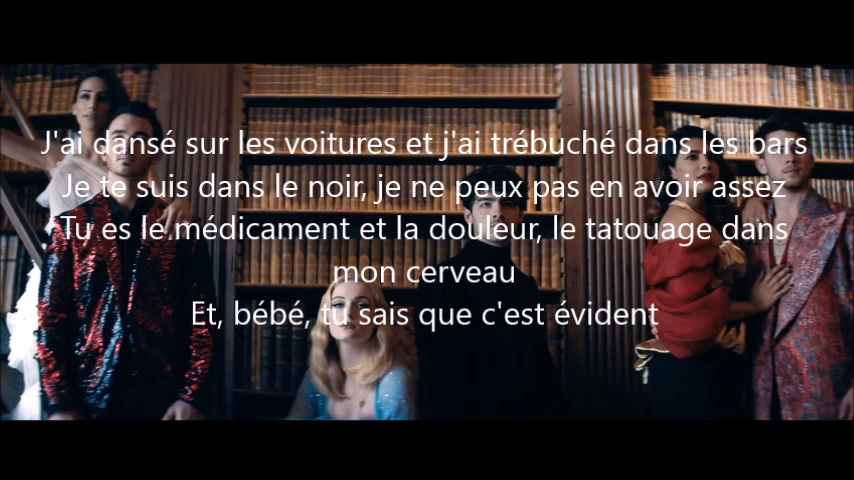 J'ai dansé sur les voitures et j'ai trébuché dans les bars
Je te suis dans le noir, je ne peux pas en avoir assez
Tu es le médicament et la douleur, le tatouage dans
mon cerveau
Et, bébé, tu sais que c'est évident